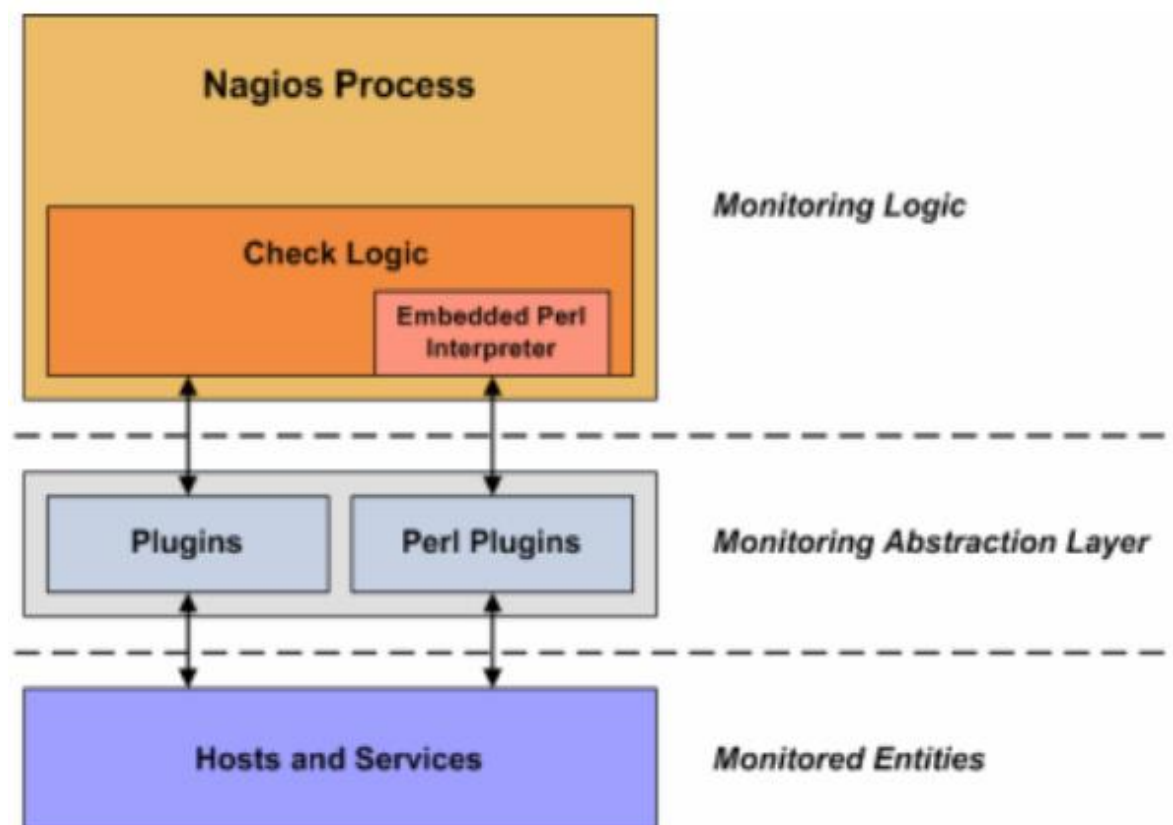 Nagios Process
Monitoring Logic
Check Logic
Embedded Perl
Interpreter
Plugins
Perl Plugins
Monitoring Abstraction Layer
Hosts and Services
Monitored Entities